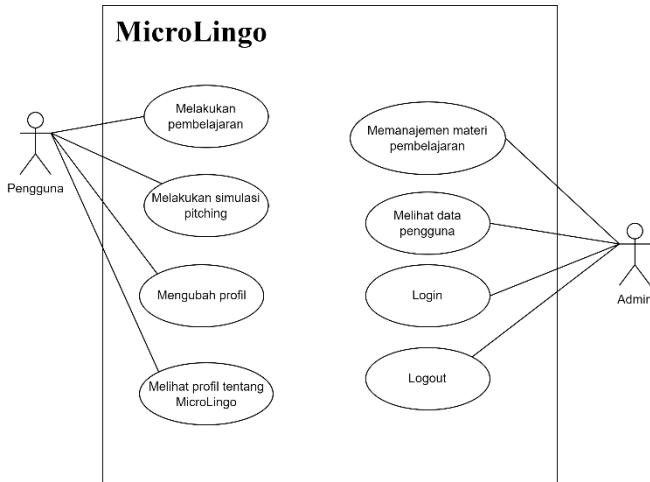 MicroLingo
Melakukan
pembelajaran
Pengguna
Melakukan simulasi
pitching
Mengubah profil
Melihat profil tentang
MicroLingo
Memanajemen materi
pembelajaran
Melihat data
pengguna
Login
Admin
Logout